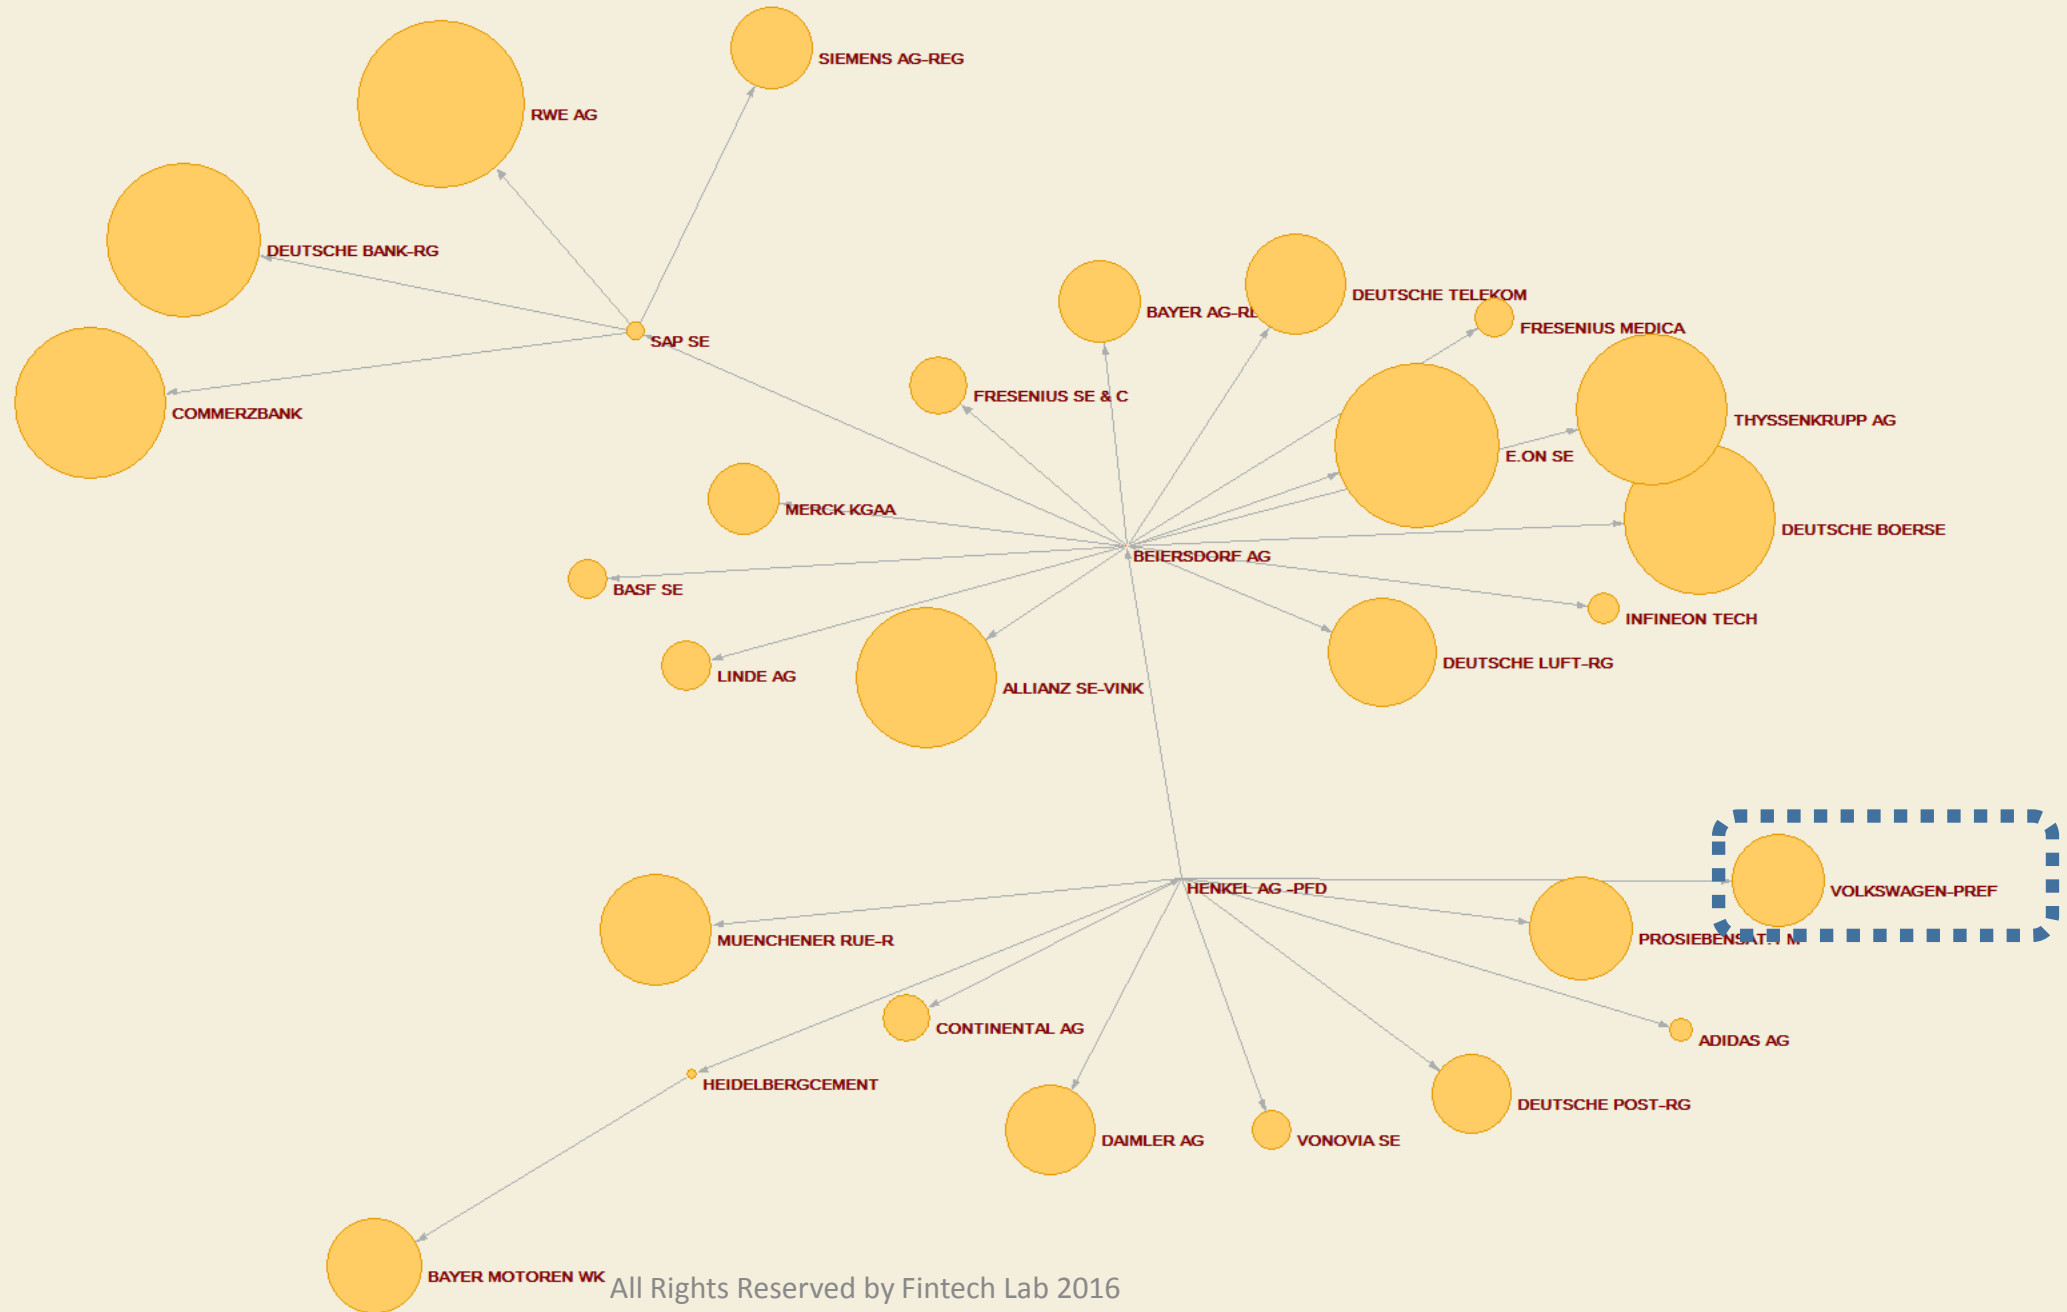 SIEMENS AG-REG
RWE AG
DEUTSCHE BANK-RG
DEUTSCHE TELEKOM
BAYER AG-RE
FRESENIUS MEDICA
SAP SE
FRESENIUS SE & C
COMMERZBANK
THYSSENKRUPP AG
E.ON SE
MERCK KGAA
DEUTSCHE BOERSE
BEIERSDORF AG
BASF SE
INFINEON TECH
DEUTSCHE LUFT-RG
LINDE AG
ALLIANZ SE-VINK
HENKEL AG -PFD
VOLKSWAGEN-PREF
MUENCHENER RUE-R
CONTINENTAL AG
ADIDAS AG
HEIDELBERGCEMENT
DEUTSCHE POST-RG
DAIMLER AG
VONOVIA SE
BAYER MOTOREN WK
All Rights Reserved by Fintech Lab 2016